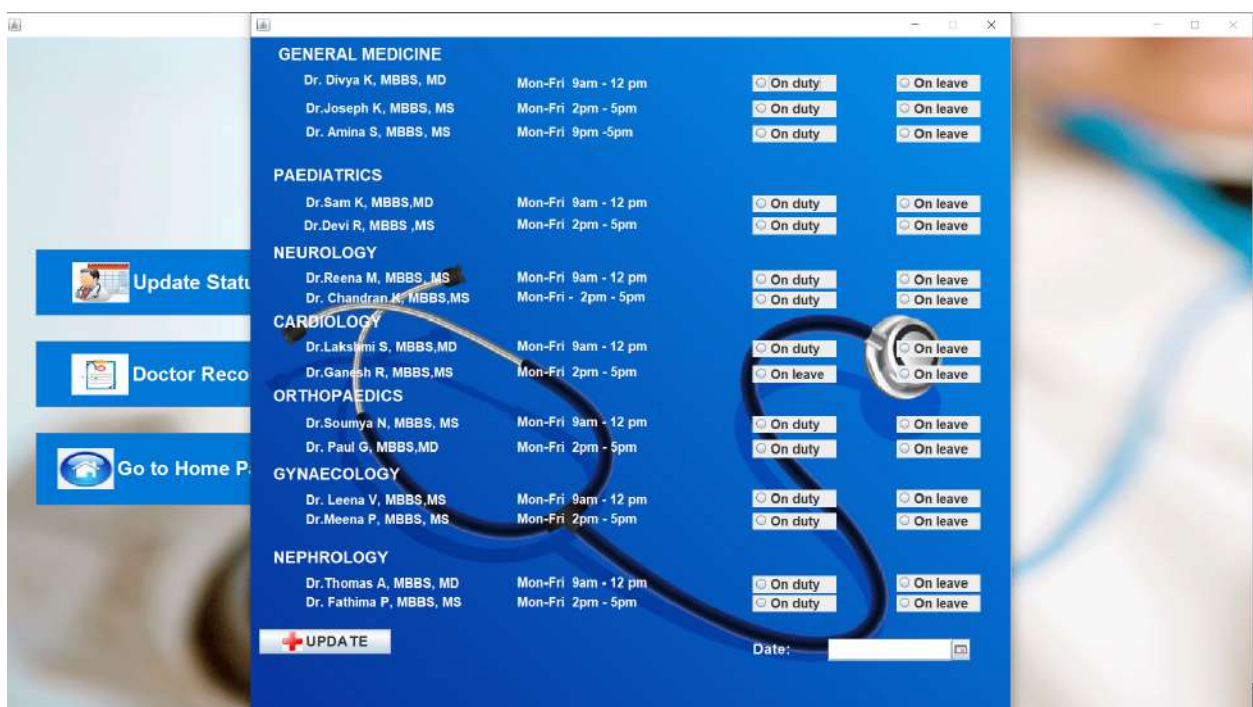 GENERAL MEDICINE
Dr. Divya K, MBBS, MD Mon-Fri 9am - 12 pm On duty On leave
Dr.Joseph K, MBBS, MS Mon-Fri 2pm - 5pm On duty On leave
Dr. Amina S, MBBS, MS Mon-Fri 9pm -5pm On duty On leave
PAEDIATRICS
Dr.Sam K, MBBS,MD Mon-Fri 9am - 12 pm On duty On leave
Dr.Devi R, MBBS ,MS Mon-Fri 2pm - 5pm On duty On leave
NEUROLOGY
Dr.Reena M, MBBS, MS Mon-Fri 9am - 12 pm On duty On leave
Update Statu
Dr. Chandran K, MBBS,MS Mon-Fri - 2pm - 5pm On duty On leave
CARDIOLOGY
Dr.Lakshmi S, MBBS,MD Mon-Fri 9am - 12 pm On duty On leave
Doctor Reco
Dr.Ganesh R, MBBS,MS Mon-Fri 2pm - 5pm On leave On leave
ORTHOPAEDICS
Dr.Soumya N, MBBS, MS Mon-Fri 9am - 12 pm On duty On leave
Dr. Paul G, MBBS,MD Mon-Fri 2pm - 5pm On duty On leave
Go to Home Pa
GYNAECOLOGY
Dr. Leena V, MBBS,MS Mon-Fri 9am - 12 pm On duty On leave
Dr.Meena P, MBBS, MS Mon-Fri 2pm - 5pm On duty On leave
NEPHROLOGY
Dr.Thomas A, MBBS, MD Mon-Fri 9am - 12 pm On duty On leave
Dr. Fathima P, MBBS, MS Mon-Fri 2pm - 5pm On duty On leave
UPDATE Date: